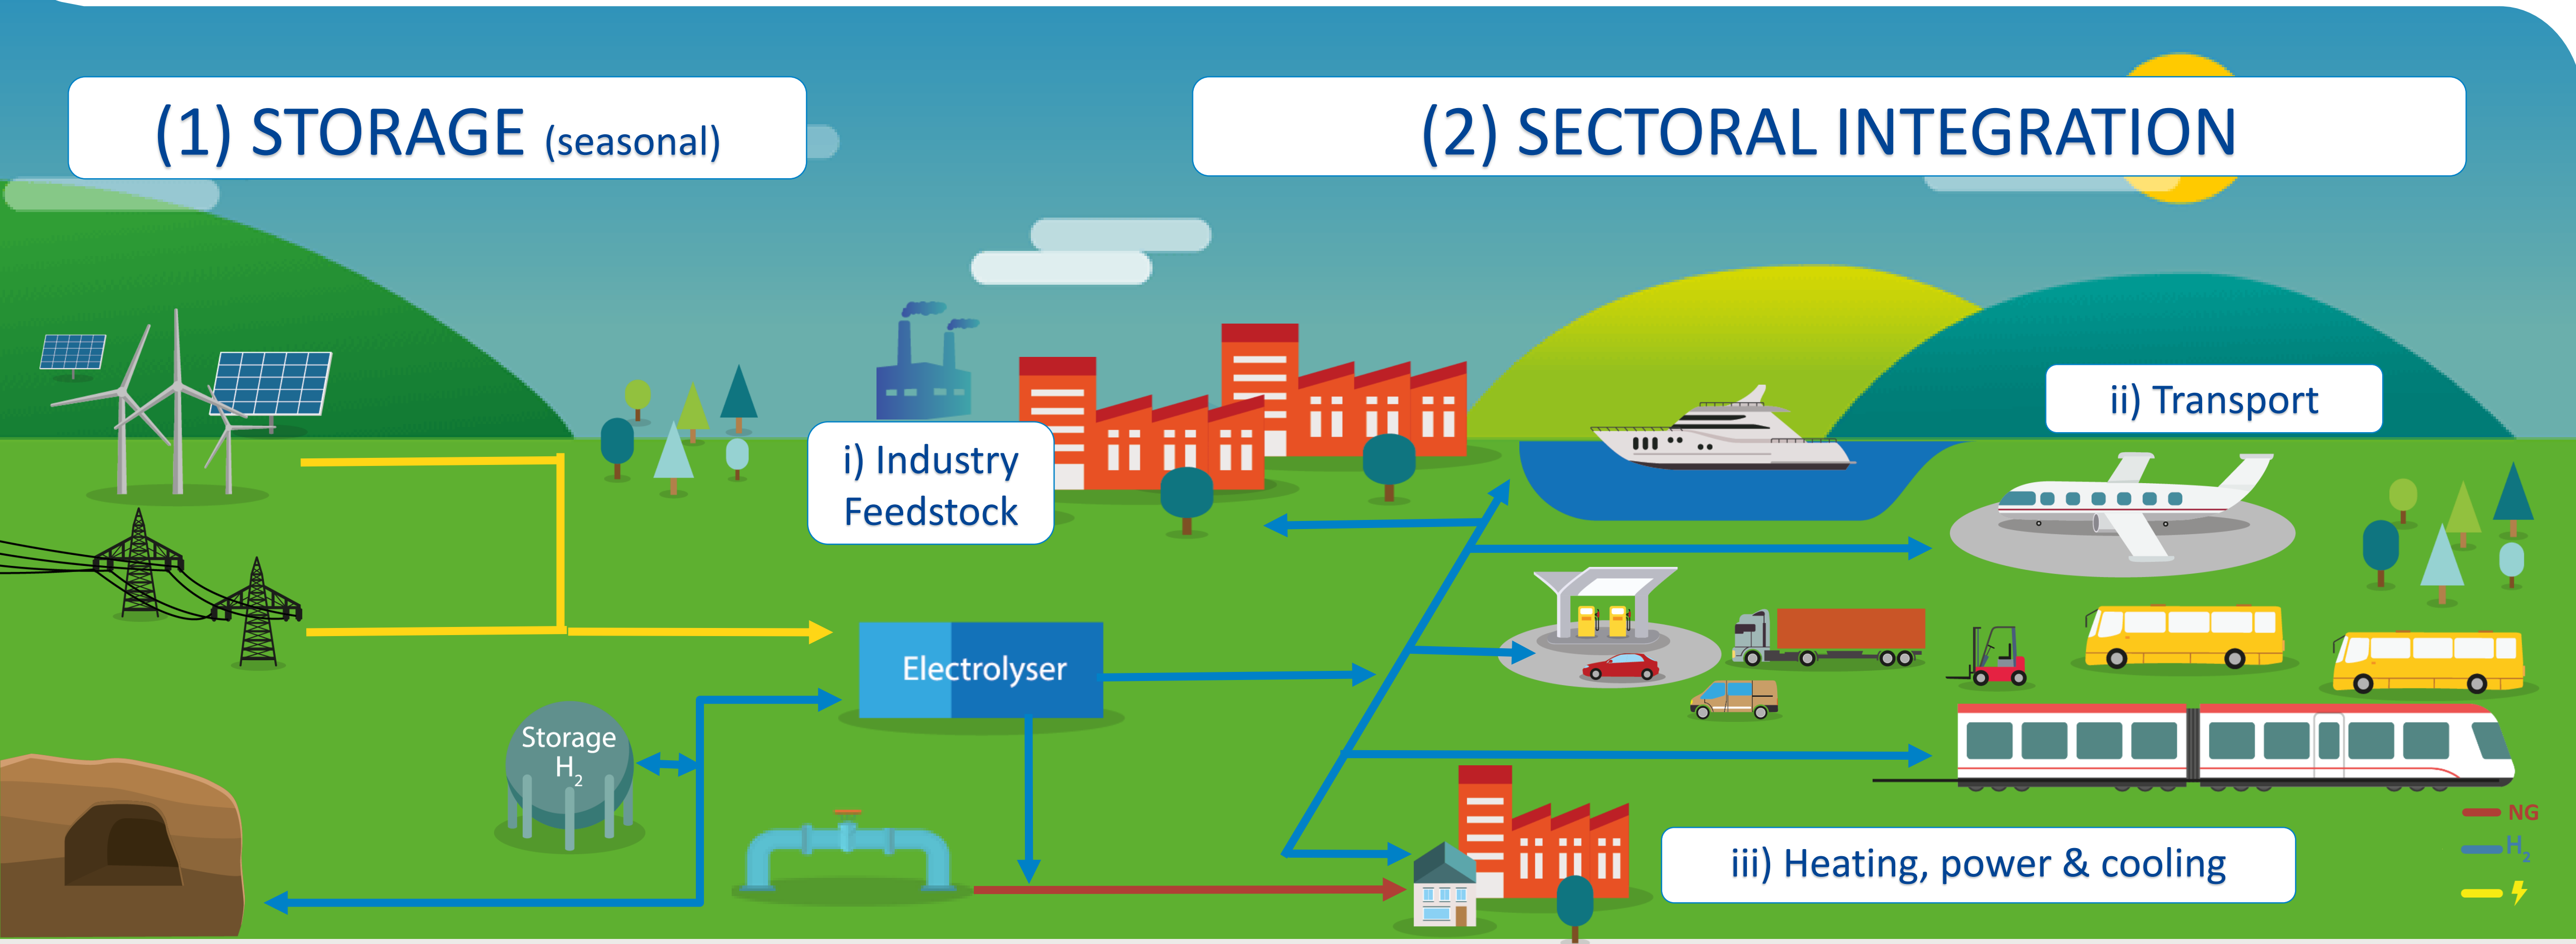 (1) STORAGE (seasonal)
(2) SECTORAL INTEGRATION
i) Industry
Feedstock
ii) Transport
Electrolyser
Storage
H₂
iii) Heating, power & cooling
NG
H₂